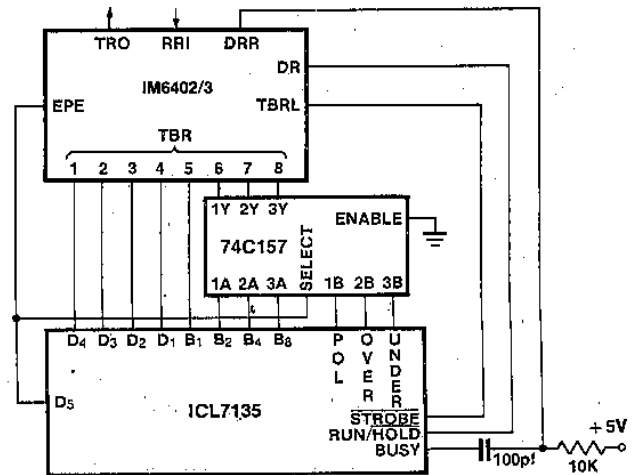 TRO RRI DRR
DR
IM6402/3
EPE TBRL
TBR
1 2 3 4 5 6 7 8
1Y 2Y 3Y
ENABLE
74C157
SELECT
1A 2A 3A 1B 2B 3B
D4 D3 D2 D1 B1 B2 B4 B8
POL
OVER
UNDER
D5
ICL7135
STROBE
RUN/HOLD
BUSY
100pf
+5V
10K